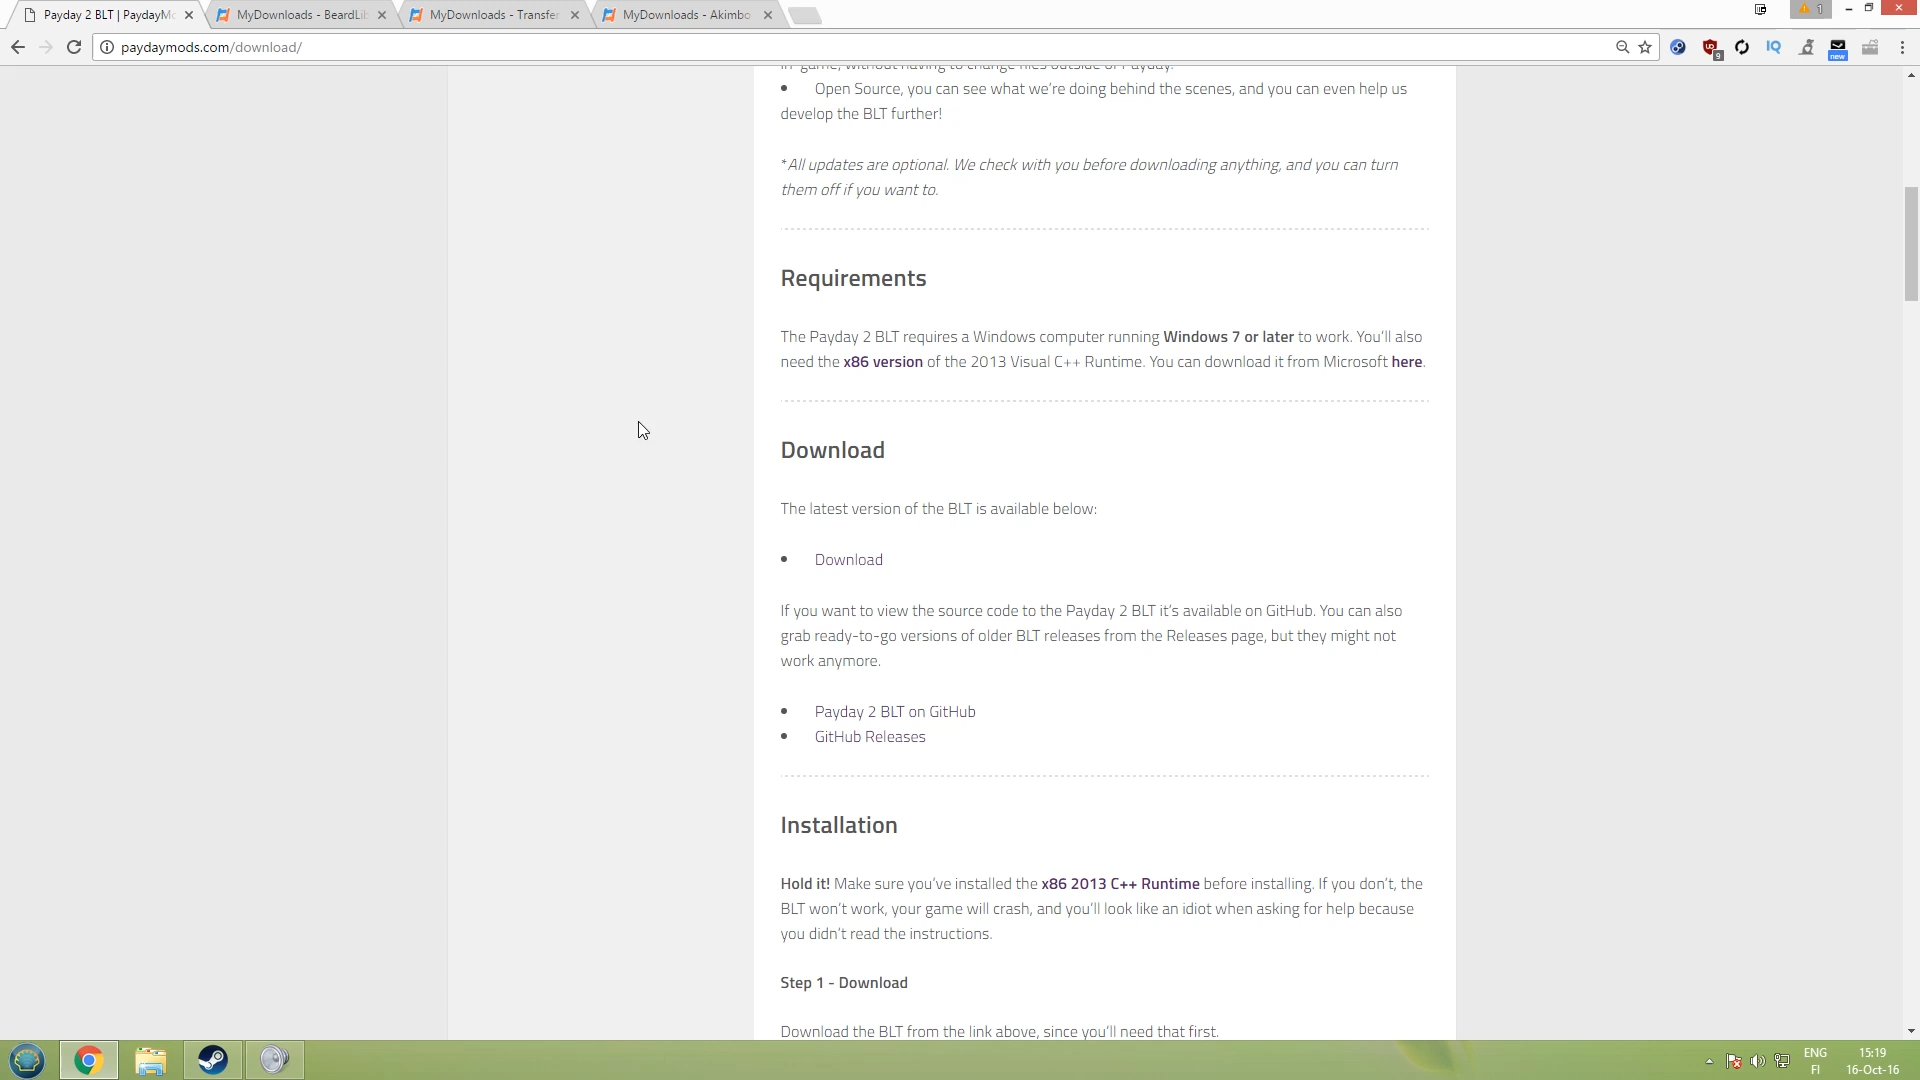 Payday 2 BLT | PaydayMo
MyDownloads - BeardLib
MyDownloads - Transfer
MyDownloads - Akimbo
1
paydaymods.com/download/
9
IQ
new
in-game, without having to change files outside of Payday.
• Open Source, you can see what we're doing behind the scenes, and you can even help us
develop the BLT further!
*All updates are optional. We check with you before downloading anything, and you can turn
them off if you want to.
Requirements
The Payday 2 BLT requires a Windows computer running Windows 7 or later to work. You'll also
need the x86 version of the 2013 Visual C++ Runtime. You can download it from Microsoft here.
Download
The latest version of the BLT is available below:
• Download
If you want to view the source code to the Payday 2 BLT it's available on GitHub. You can also
grab ready-to-go versions of older BLT releases from the Releases page, but they might not
work anymore.
• Payday 2 BLT on GitHub
• GitHub Releases
Installation
Hold it! Make sure you've installed the x86 2013 C++ Runtime before installing. If you don't, the
BLT won't work, your game will crash, and you'll look like an idiot when asking for help because
you didn't read the instructions.
Step 1 - Download
Download the BLT from the link above, since you'll need that first.
ENG
FI
15:19
16-Oct-16